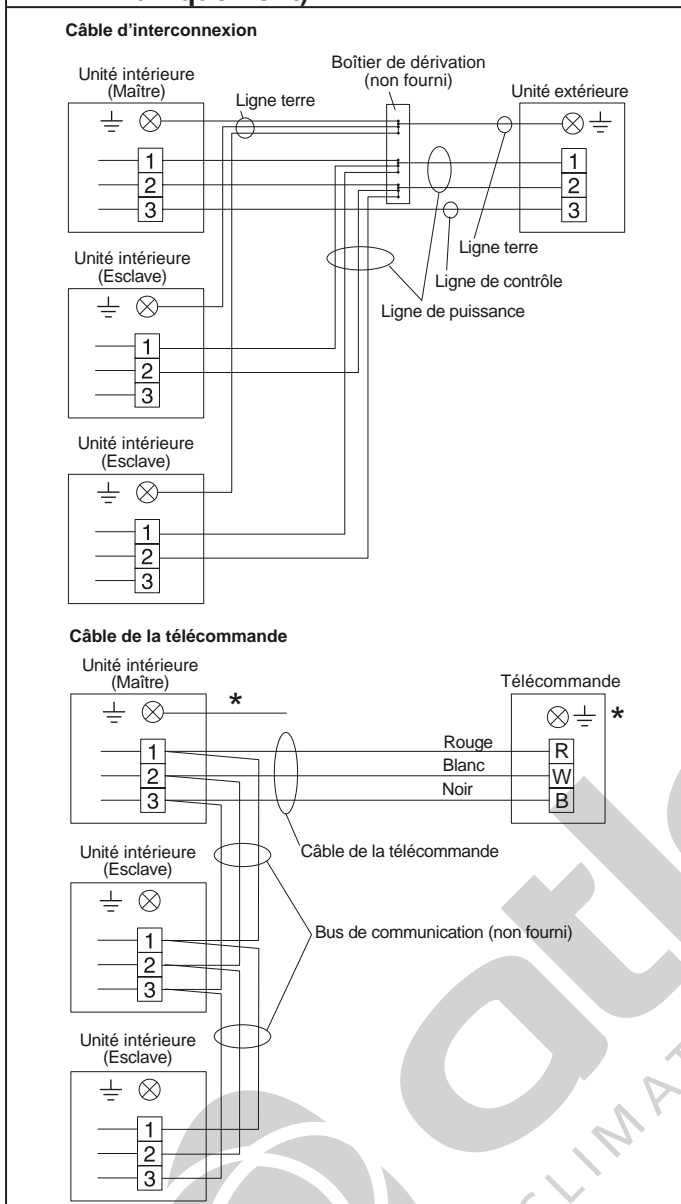 Câble d'interconnexion
Unité intérieure
(Maître)
Ligne terre
Boîtier de dérivation
(non fourni)
Unité extérieure
1
2
3
1
2
3
Ligne terre
Ligne de contrôle
Ligne de puissance
Unité intérieure
(Esclave)
1
2
3
Unité intérieure
(Esclave)
1
2
3
Câble de la télécommande
Unité intérieure
(Maître)
*
Télécommande
*
1
2
3
Rouge
Blanc
Noir
R
W
B
Câble de la télécommande
Unité intérieure
(Esclave)
1
2
3
Bus de communication (non fourni)
Unité intérieure
(Esclave)
1
2
3